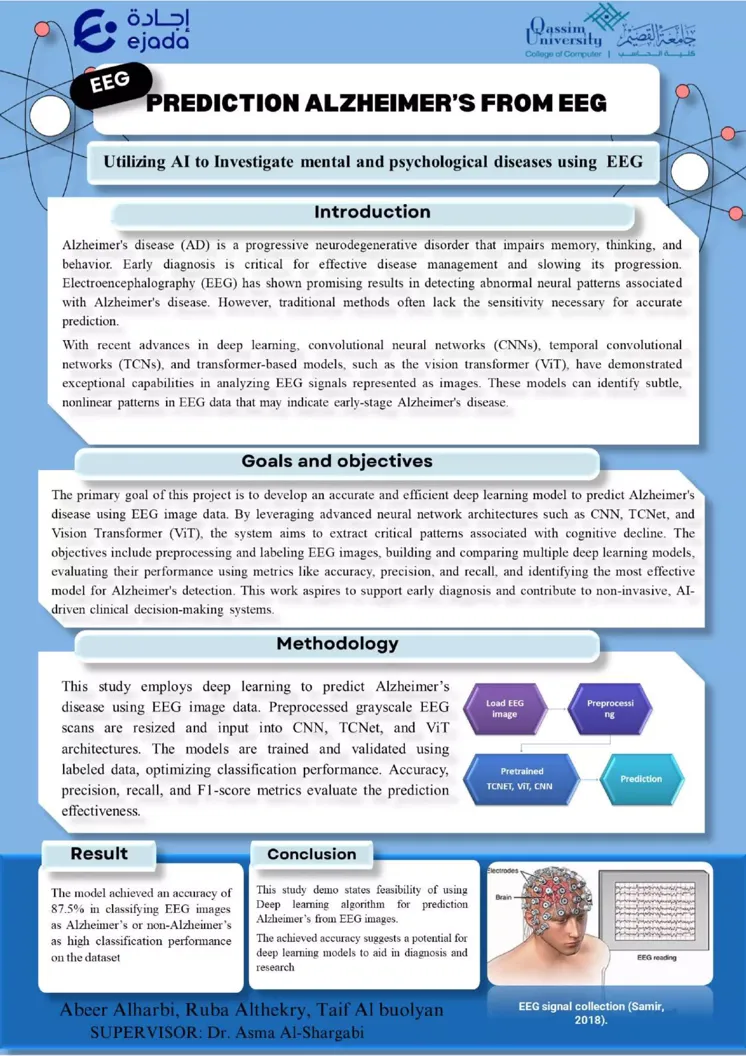 إجادة
ejada
Qassim
University
College of Computer
جامعة القصيم
كلية الحاسب
EEG
PREDICTION ALZHEIMER'S FROM EEG
Utilizing AI to Investigate mental and psychological diseases using EEG
Introduction
Alzheimer's disease (AD) is a progressive neurodegenerative disorder that impairs memory, thinking, and
behavior. Early diagnosis is critical for effective disease management and slowing its progression.
Electroencephalography (EEG) has shown promising results in detecting abnormal neural patterns associated
with Alzheimer's disease. However, traditional methods often lack the sensitivity necessary for accurate
prediction.
With recent advances in deep learning, convolutional neural networks (CNNs), temporal convolutional
networks (TCNs), and transformer-based models, such as the vision transformer (ViT), have demonstrated
exceptional capabilities in analyzing EEG signals represented as images. These models can identify subtle,
nonlinear patterns in EEG data that may indicate early-stage Alzheimer's disease.
Goals and objectives
The primary goal of this project is to develop an accurate and efficient deep learning model to predict Alzheimer's
disease using EEG image data. By leveraging advanced neural network architectures such as CNN, TCNet, and
Vision Transformer (ViT), the system aims to extract critical patterns associated with cognitive decline. The
objectives include preprocessing and labeling EEG images, building and comparing multiple deep learning models,
evaluating their performance using metrics like accuracy, precision, and recall, and identifying the most effective
model for Alzheimer's detection. This work aspires to support early diagnosis and contribute to non-invasive, AI-
driven clinical decision-making systems.
Methodology
This study employs deep learning to predict Alzheimer's
disease using EEG image data. Preprocessed grayscale EEG
scans are resized and input into CNN, TCNet, and ViT
architectures. The models are trained and validated using
labeled data, optimizing classification performance. Accuracy,
precision, recall, and F1-score metrics evaluate the prediction
effectiveness.
Load EEG
image
Preprocessi
ng
Pretrained
TCNET, ViT, CNN
Prediction
Result
The model achieved an accuracy of
87.5% in classifying EEG images
as Alzheimer's or non-Alzheimer's
as high classification performance
on the dataset
Conclusion
This study demo states feasibility of using
Deep learning algorithm for prediction
Alzheimer's from EEG images.
The achieved accuracy suggests a potential for
deep learning models to aid in diagnosis and
research
Electrodes
Brain
EEG reading
EEG signal collection (Samir,
2018).
Abeer Alharbi, Ruba Althekry, Taif Al buolyan
SUPERVISOR: Dr. Asma Al-Shargabi